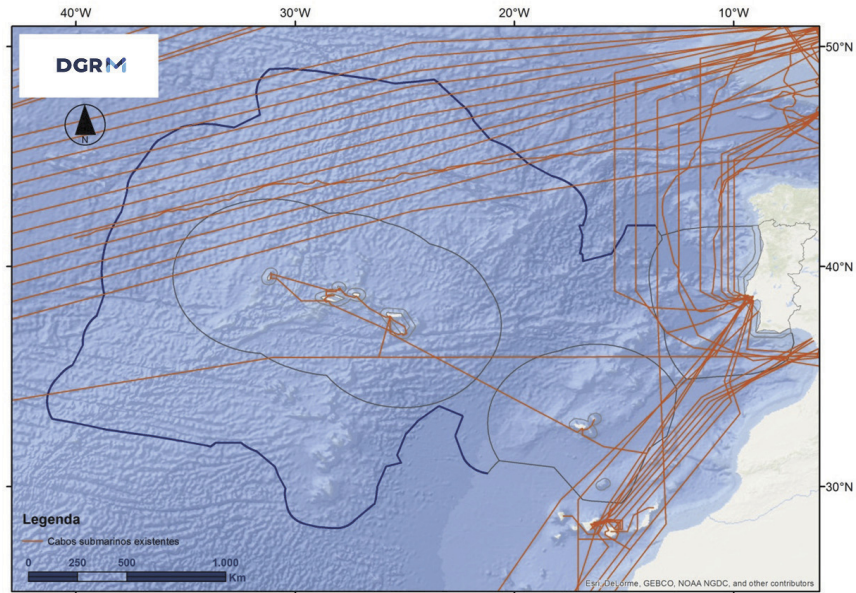 40°W 30°W 20°W 10°W
DGRM
50°N
N
40°N
30°N
Legenda
Cabos submarinos existentes
0 250 500 1.000
Km
Esri, DeLorme, GEBCO, NOAA NGDC, and other contributors